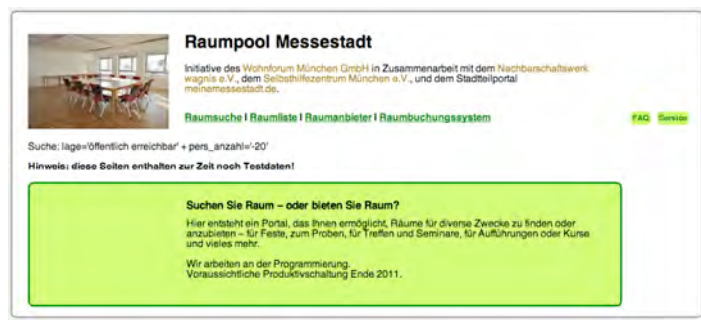 Raumpool Messestadt
Initiative des Wohnforum München GmbH in Zusammenarbeit mit dem Nachbarschaftswerk
wagnis e.V., dem Selbsthilfezentrum München e.V., und dem Stadtteilportal
meinemessestadt.de.
Raumsuche I Raumliste I Raumanbieter I Raumbuchungssystem
FAQ Service
Suche: lage='öffentlich erreichbar' + pers_anzahl='-20'
Hinweis: diese Seiten enthalten zur Zeit noch Testdaten!
Suchen Sie Raum – oder bieten Sie Raum?
Hier entsteht ein Portal, das Ihnen ermöglicht, Räume für diverse Zwecke zu finden oder
anzubieten – für Feste, zum Proben, für Treffen und Seminare, für Aufführungen oder Kurse
und vieles mehr.
Wir arbeiten an der Programmierung.
Voraussichtliche Produktivschaltung Ende 2011.